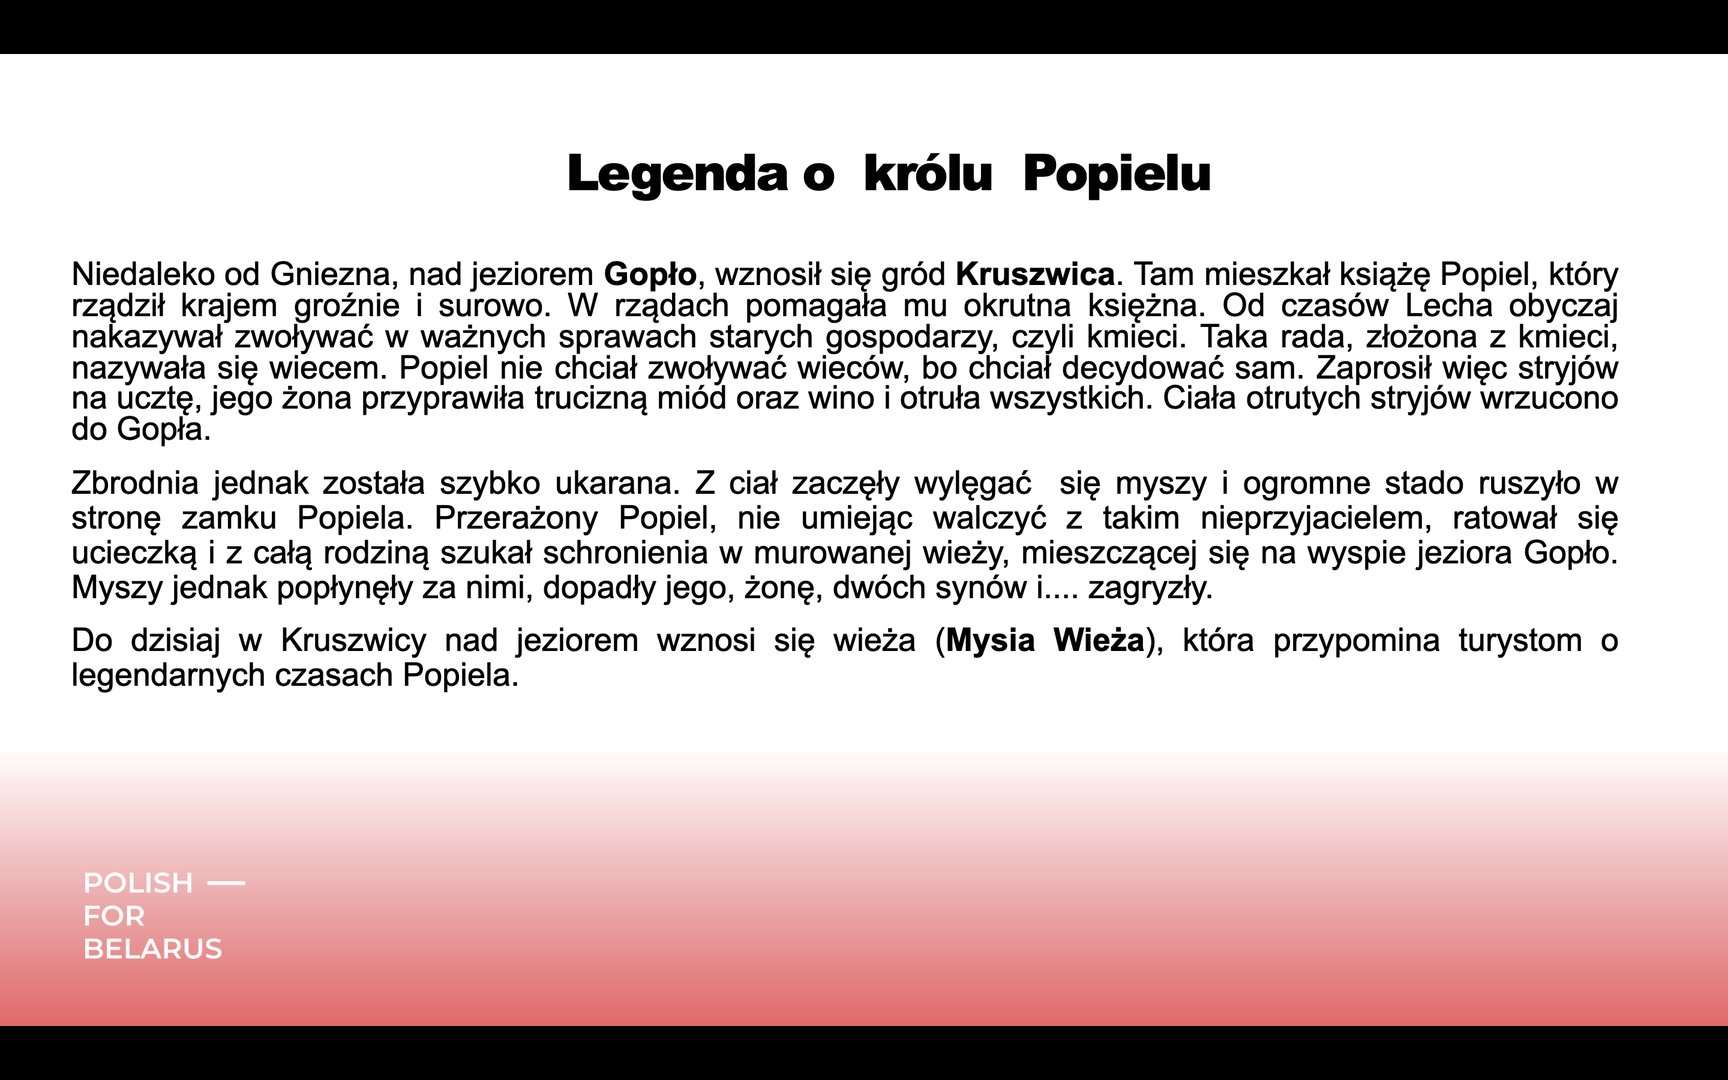 Legenda o  królu  Popielu
Niedaleko od Gniezna, nad jeziorem Gopło, wznosił się gród Kruszwica. Tam mieszkał książę Popiel, który
rządził krajem groźnie i surowo. W rządach pomagała mu okrutna księżna. Od czasów Lecha obyczaj
nakazywał zwoływać w ważnych sprawach starych gospodarzy, czyli kmieci. Taka rada, złożona z kmieci,
nazywała się wiecem. Popiel nie chciał zwoływać wieców, bo chciał decydować sam. Zaprosił więc stryjów
na ucztę, jego żona przyprawiła trucizną miód oraz wino i otruła wszystkich. Ciała otrutych stryjów wrzucono
do Gopła.
Zbrodnia jednak została szybko ukarana. Z ciał zaczęły wylęgać  się myszy i ogromne stado ruszyło w
stronę zamku Popiela. Przerażony Popiel, nie umiejąc walczyć z takim nieprzyjacielem, ratował się
ucieczką i z całą rodziną szukał schronienia w murowanej wieży, mieszczącej się na wyspie jeziora Gopło.
Myszy jednak popłynęły za nimi, dopadły jego, żonę, dwóch synów i.... zagryzły.
Do dzisiaj w Kruszwicy nad jeziorem wznosi się wieża (Mysia Wieża), która przypomina turystom o
legendarnych czasach Popiela.
POLISH —
FOR
BELARUS